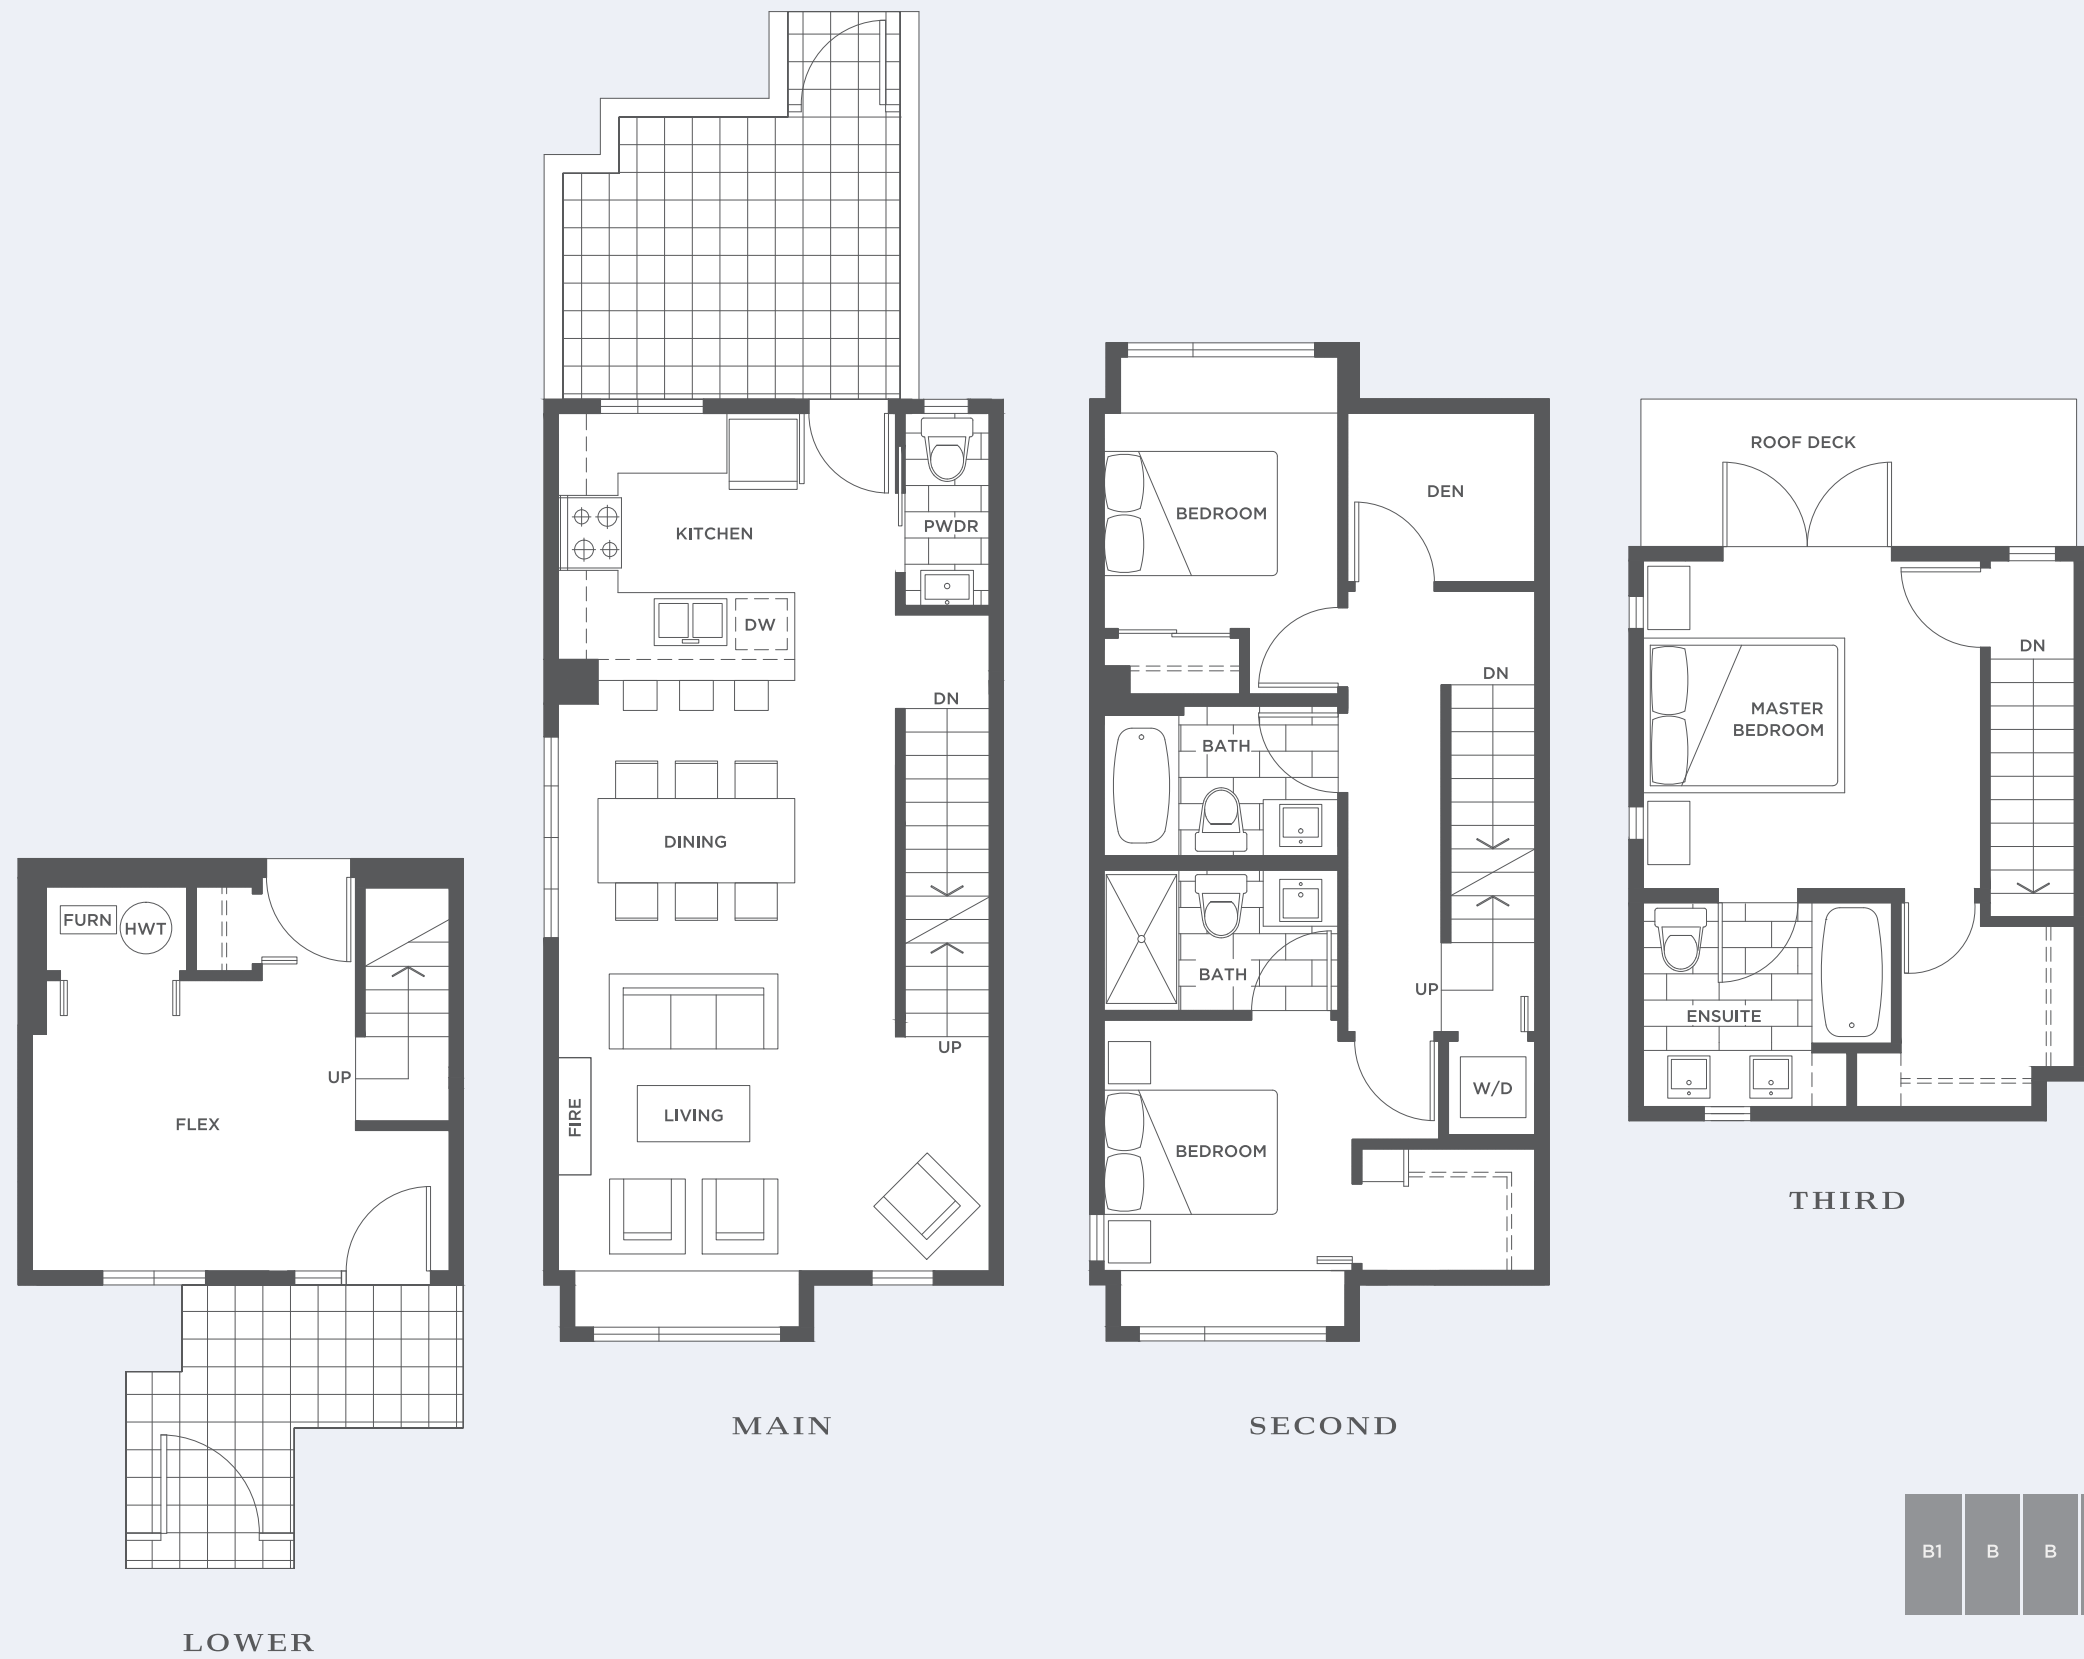 FURN
HWT
UP
FLEX
LOWER
KITCHEN
PWDR
DW
DN
DINING
UP
FIRE
LIVING
MAIN
BEDROOM
DEN
DN
BATH
BATH
UP
W/D
BEDROOM
SECOND
ROOF DECK
DN
MASTER
BEDROOM
ENSUITE
THIRD
B1 B B